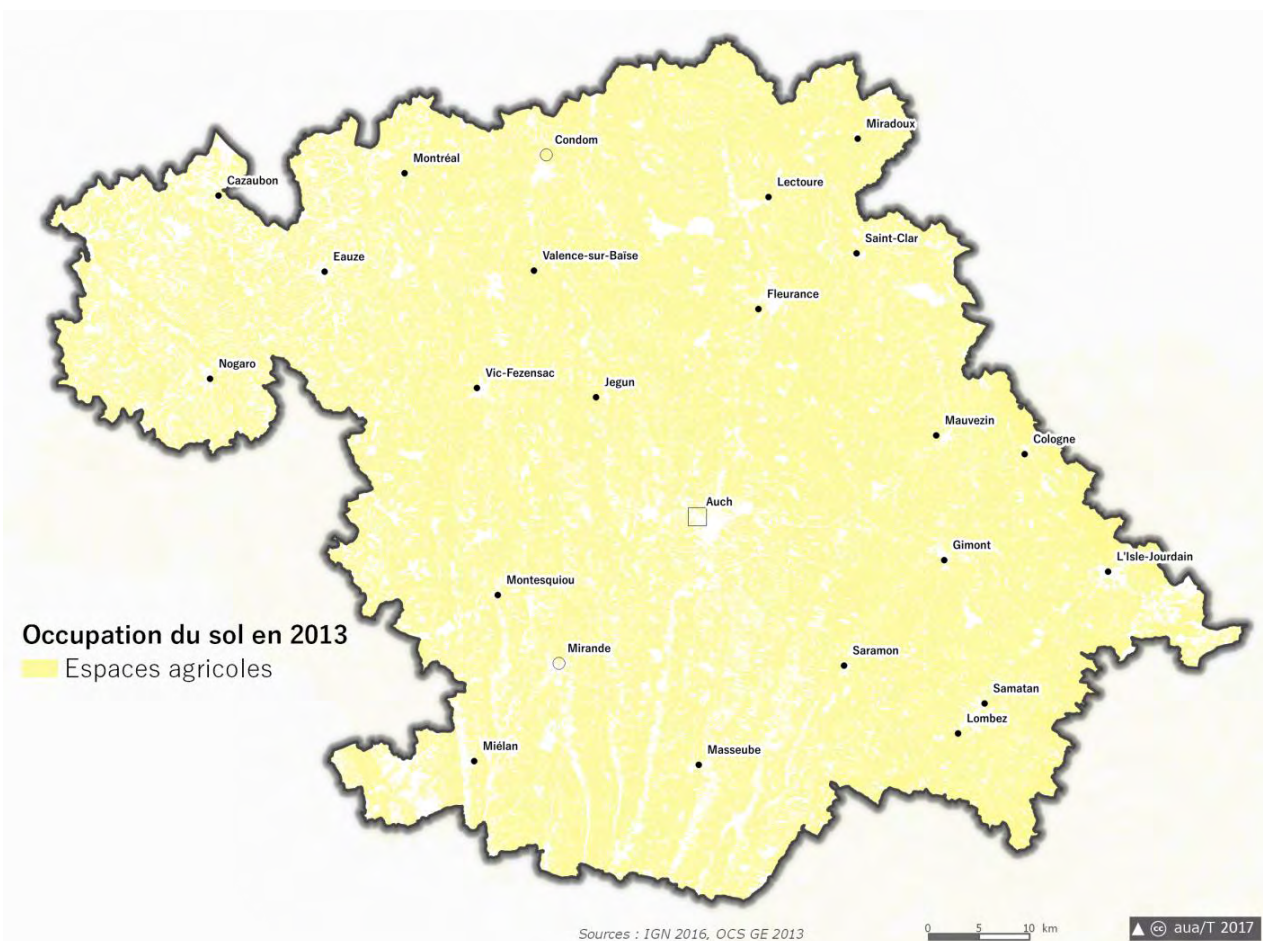 Miradoux
Condom
Montréal
Cazaubon
Lectoure
Saint-Clar
Eauze
Valence-sur-Baïse
Fleurance
Nogaro
Vic-Fezensac
Jegun
Mauvezin
Cologne
Auch
Gimont
L'Isle-Jourdain
Montesquiou
Occupation du sol en 2013
Espaces agricoles
Mirande
Saramon
Samatan
Lombez
Miélan
Masseube
Sources : IGN 2016, OCS GE 2013
0 5 10 km
cc aua/T 2017